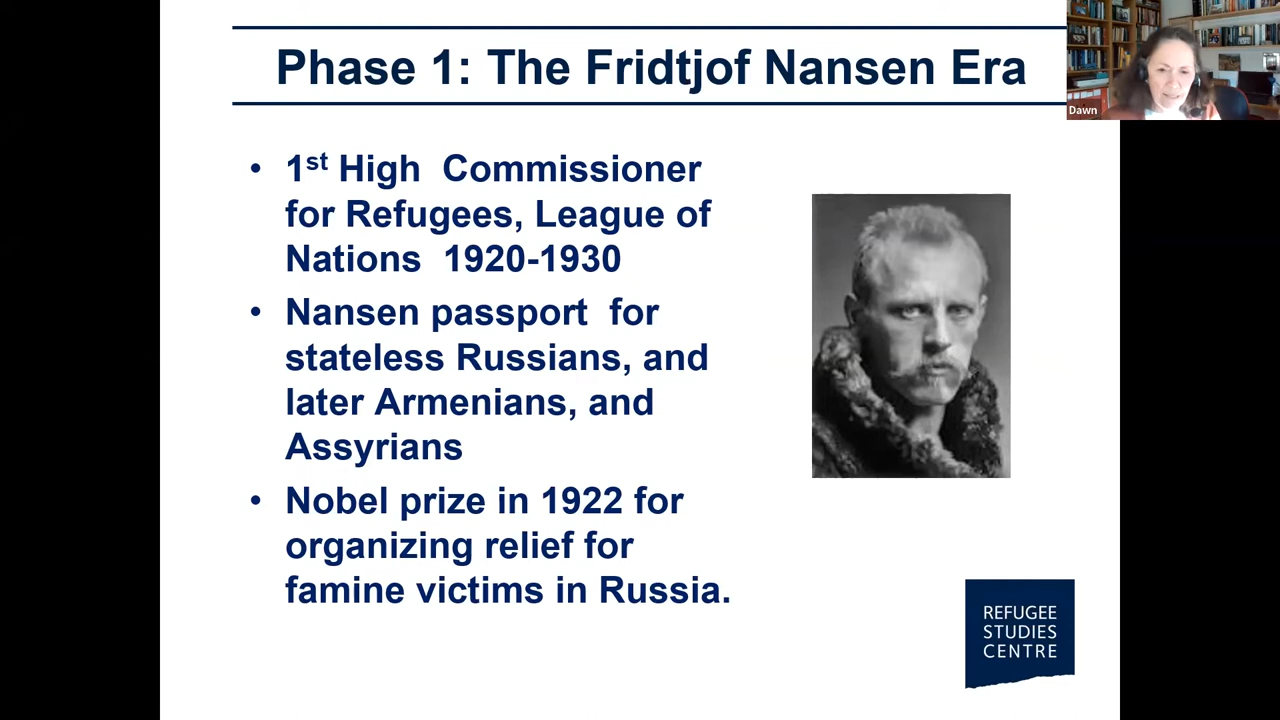 Phase 1: The Fridtjof Nansen Era
Dawn
• 1st High Commissioner
for Refugees, League of
Nations 1920-1930
• Nansen passport for
stateless Russians, and
later Armenians, and
Assyrians
• Nobel prize in 1922 for
organizing relief for
famine victims in Russia.
REFUGEE
STUDIES
CENTRE